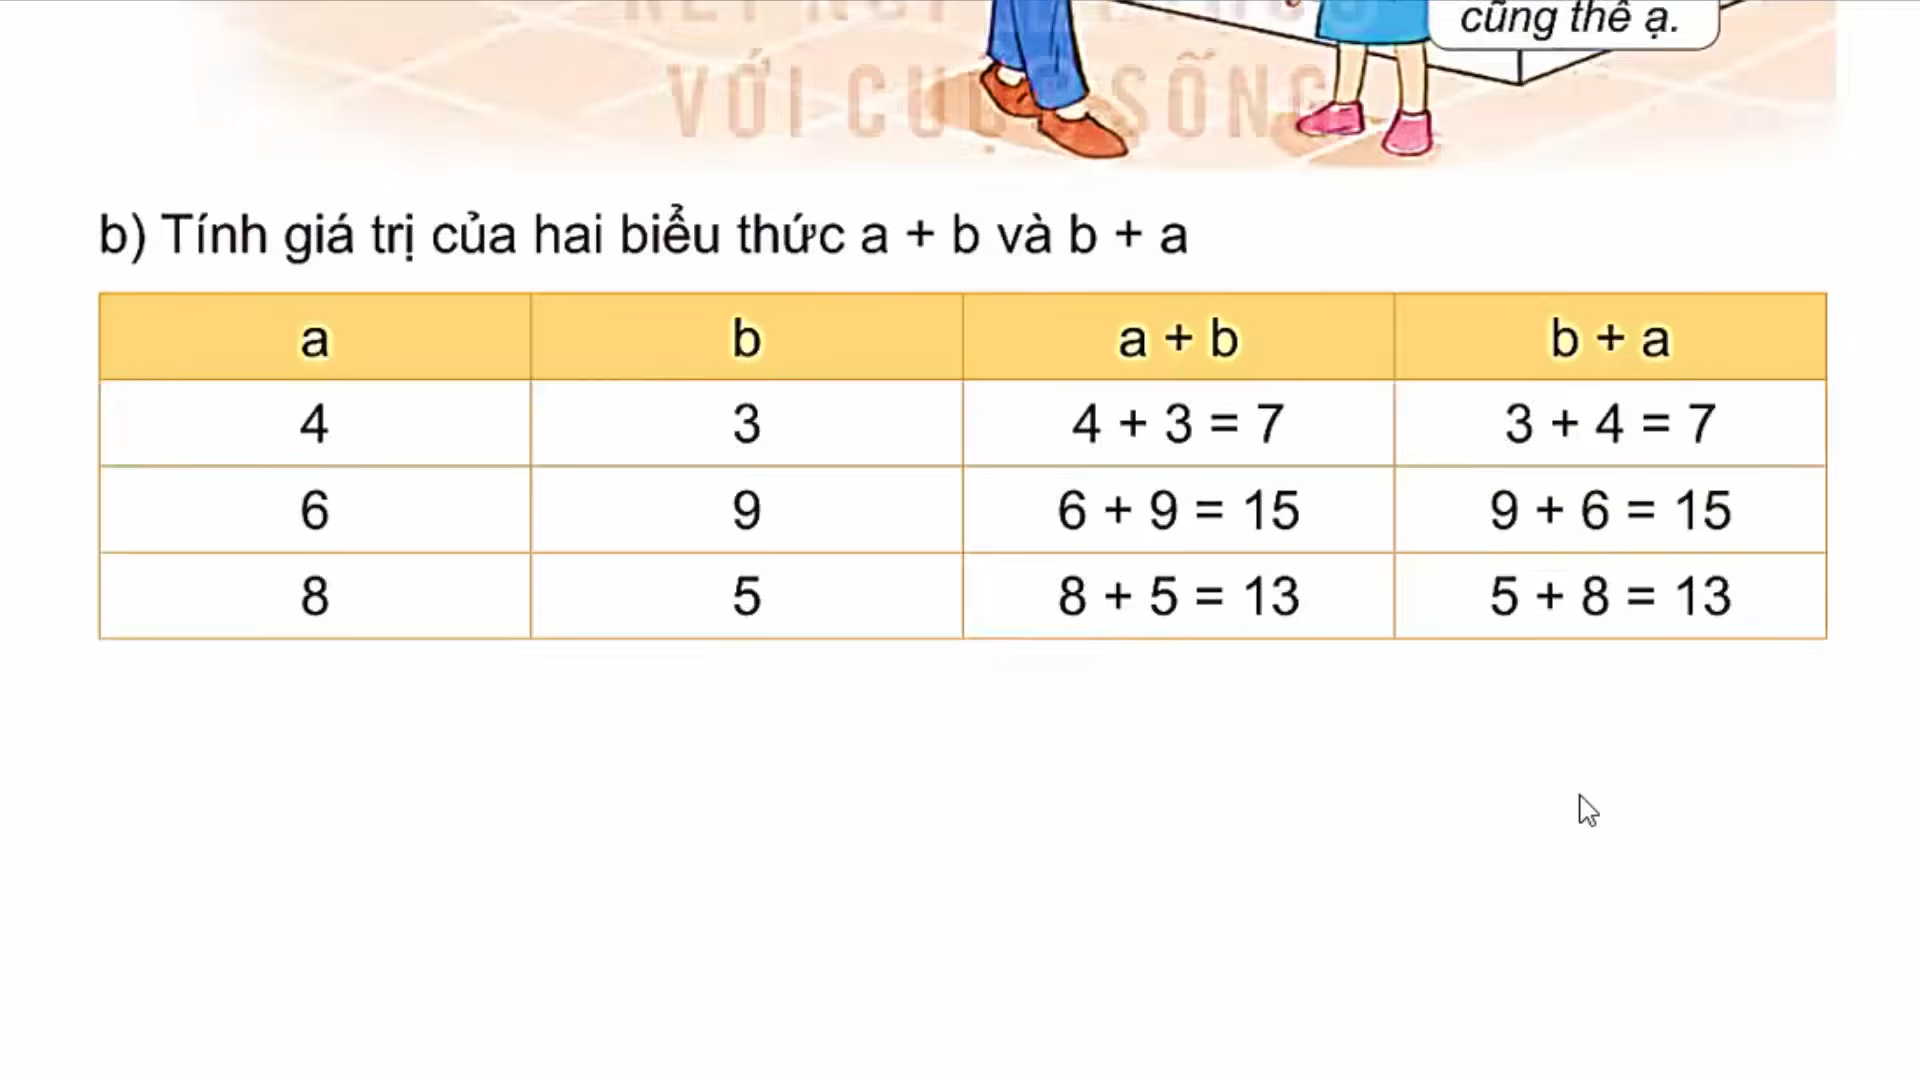 cũng thế ạ.
VỚI CUỘC SỐNG
b) Tính giá trị của hai biểu thức a + b và b + a
a b a + b b + a
4 3 4 + 3 = 7 3 + 4 = 7
6 9 6 + 9 = 15 9 + 6 = 15
8 5 8 + 5 = 13 5 + 8 = 13